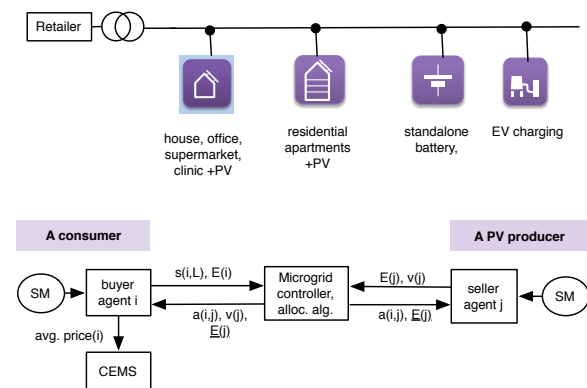 Retailer
house, office,
supermarket,
clinic +PV
residential
apartments
+PV
standalone
battery,
EV charging
A consumer
A PV producer
SM
buyer
agent i
s(i,L), E(i)
a(i,j), v(j),
E(j)
Microgrid
controller,
alloc. alg.
E(j), v(j)
a(i,j), E(j)
seller
agent j
SM
avg. price(i)
CEMS